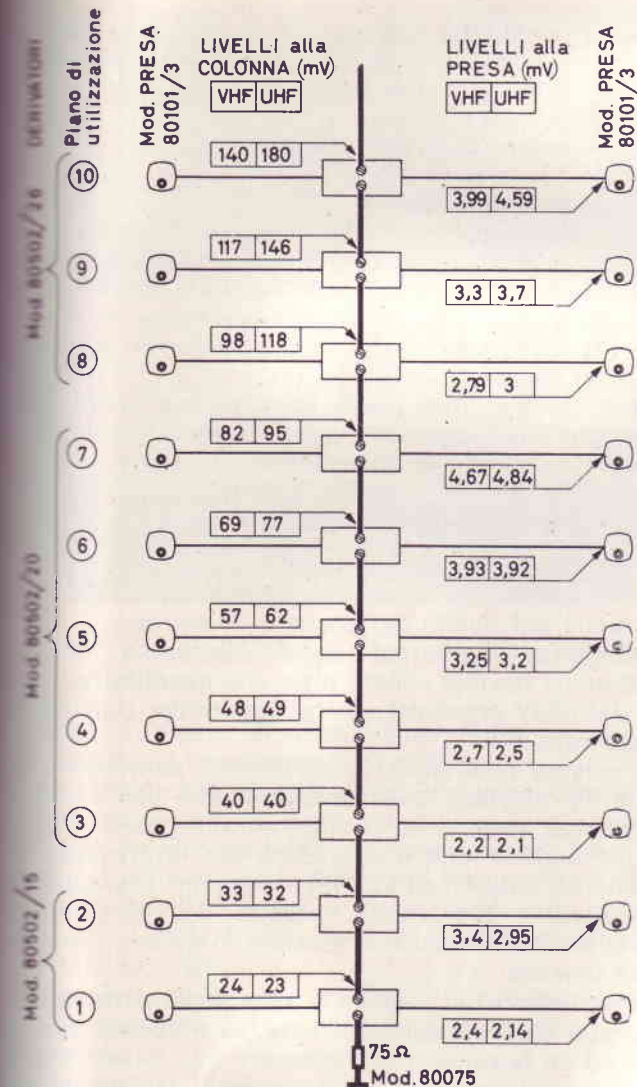 DERIVATORI
Piano di utilizzazione
Mod. PRESA 80101/3
LIVELLI alla COLONNA (mV)
VHF UHF
LIVELLI alla PRESA (mV)
VHF UHF
Mod. PRESA 80101/3
Mod 80502/26
10
140 180
3,99 4,59
9
117 146
3,3 3,7
8
98 118
2,79 3
Mod. 80502/20
7
82 95
4,67 4,84
6
69 77
3,93 3,92
5
57 62
3,25 3,2
4
48 49
2,7 2,5
3
40 40
2,2 2,1
Mod. 80502/15
2
33 32
3,4 2,95
1
24 23
2,4 2,14
75 Ω
Mod. 80075